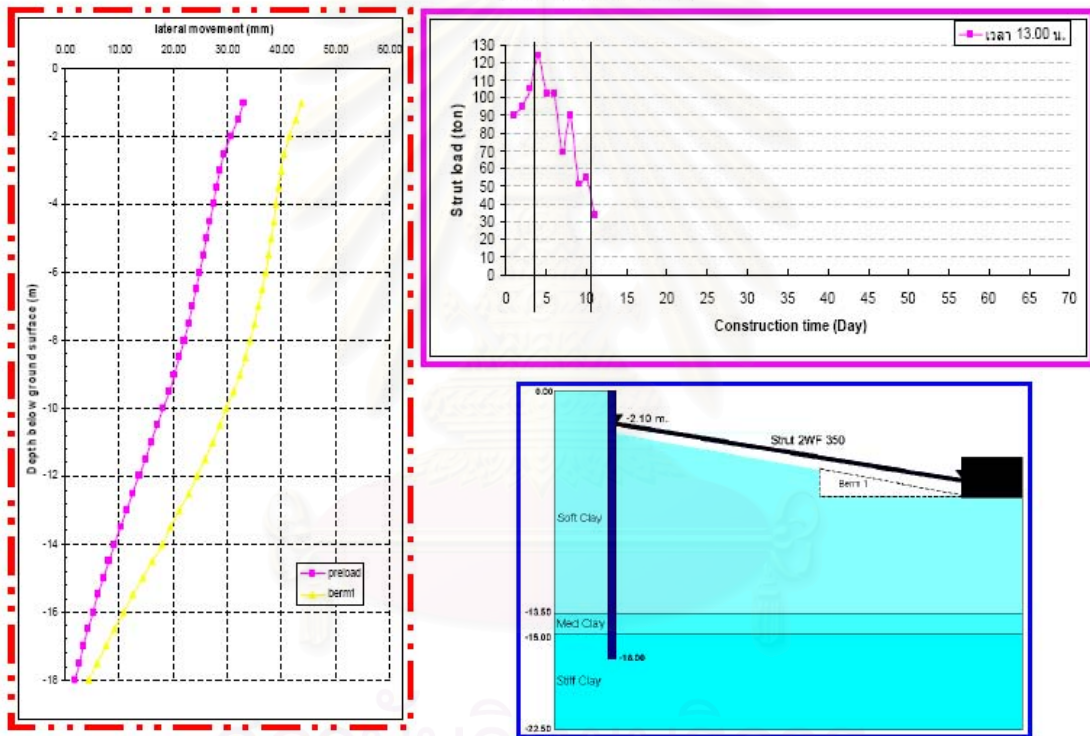 lateral movement (mm)
0.00 10.00 20.00 30.00 40.00 50.00 60.00
0
-2
-4
-6
-8
-10
-12
-14
-16
-18
Depth below ground surface (m)
preload
berm1
เวลา 13.00 น.
130
120
110
100
90
80
70
60
50
40
30
20
10
0
Strut load (ton)
0 5 10 15 20 25 30 35 40 45 50 55 60 65 70
Construction time (Day)
0.00
-2.10 m.
Strut 2WF 350
Berm 1
Soft Clay
-13.50
Med Clay
-15.00
-18.00
Stiff Clay
-22.50